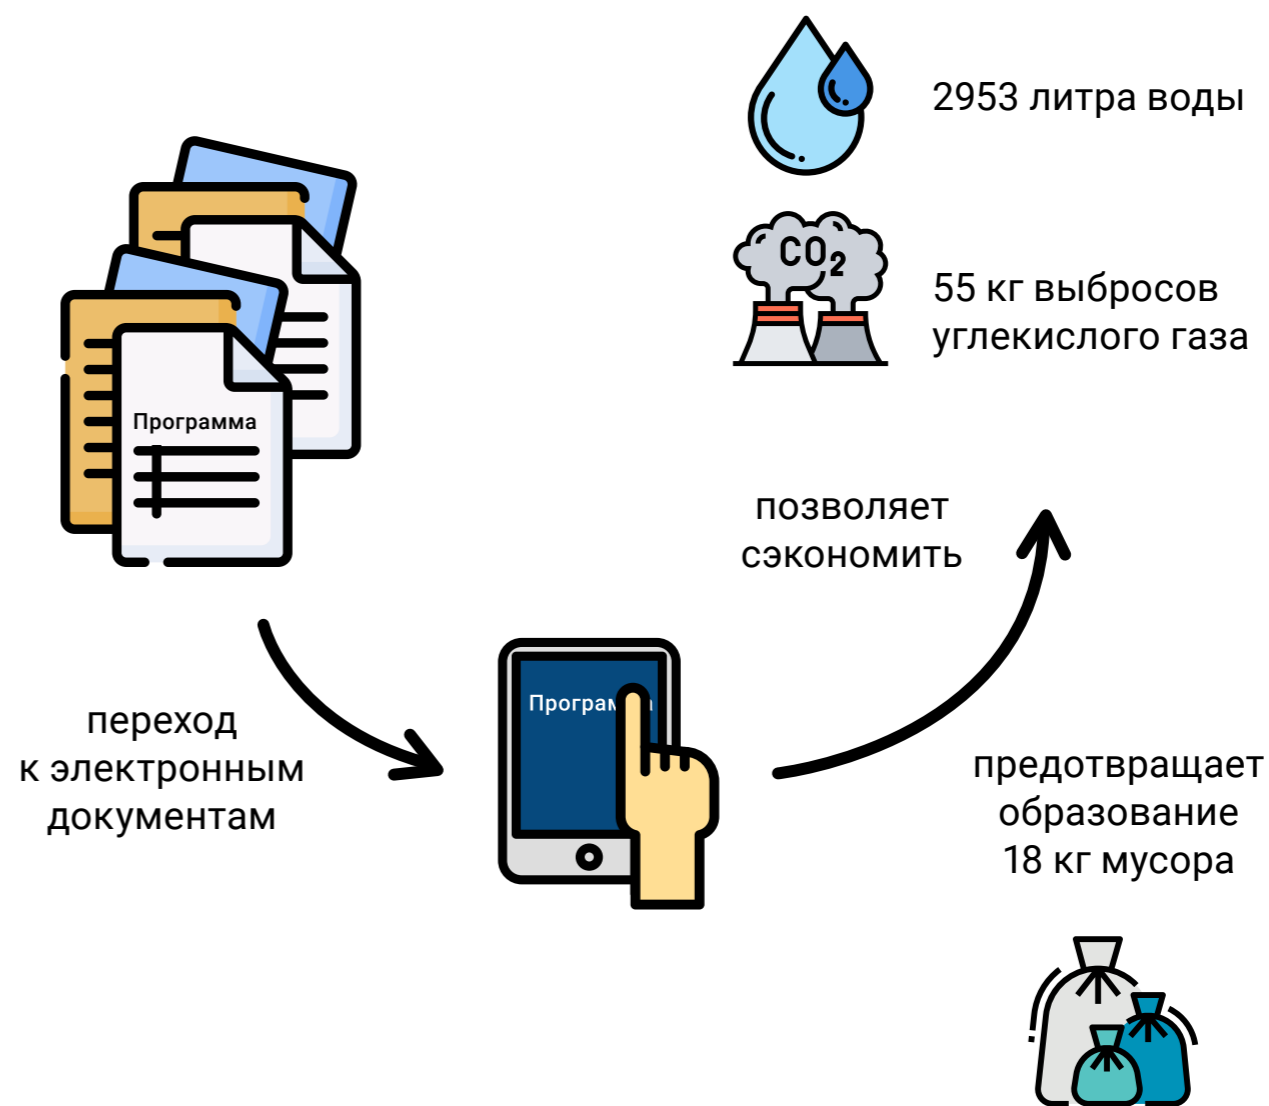 2953 литра воды
CO2
55 кг выбросов
углекислого газа
Программа
позволяет
сэкономить
переход
к электронным
документам
предотвращает
образование
18 кг мусора